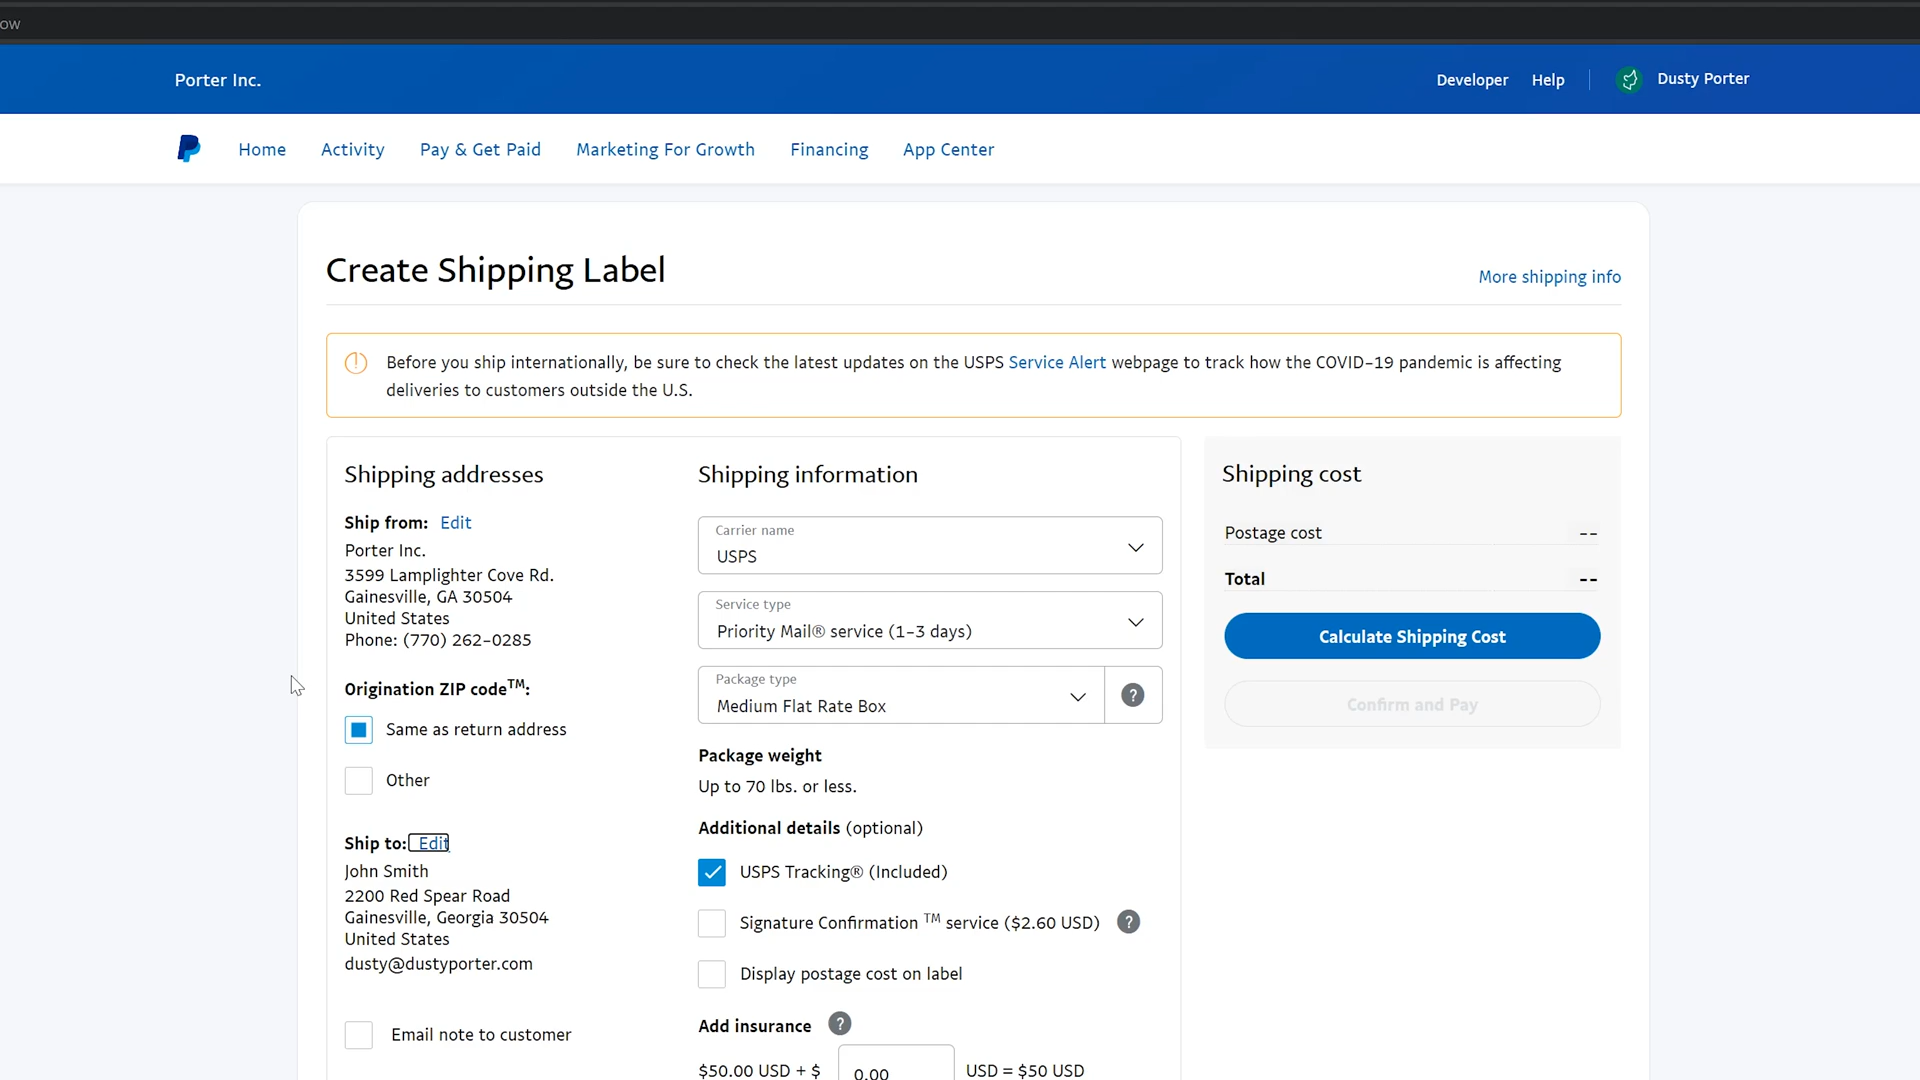 ow
Porter Inc.
Developer Help Dusty Porter
Home Activity Pay & Get Paid Marketing For Growth Financing App Center
Create Shipping Label
More shipping info
Before you ship internationally, be sure to check the latest updates on the USPS Service Alert webpage to track how the COVID-19 pandemic is affecting
deliveries to customers outside the U.S.
Shipping addresses
Ship from: Edit
Porter Inc.
3599 Lamplighter Cove Rd.
Gainesville, GA 30504
United States
Phone: (770) 262-0285
Origination ZIP code™:
Same as return address
Other
Ship to: Edit
John Smith
2200 Red Spear Road
Gainesville, Georgia 30504
United States
dusty@dustyporter.com
Email note to customer
Shipping information
Carrier name
USPS
Service type
Priority Mail® service (1-3 days)
Package type
Medium Flat Rate Box
?
Package weight
Up to 70 lbs. or less.
Additional details (optional)
USPS Tracking® (Included)
Signature Confirmation ™ service ($2.60 USD) ?
Display postage cost on label
Add insurance ?
$50.00 USD + $ 0.00 USD = $50 USD
Shipping cost
Postage cost --
Total --
Calculate Shipping Cost
Confirm and Pay